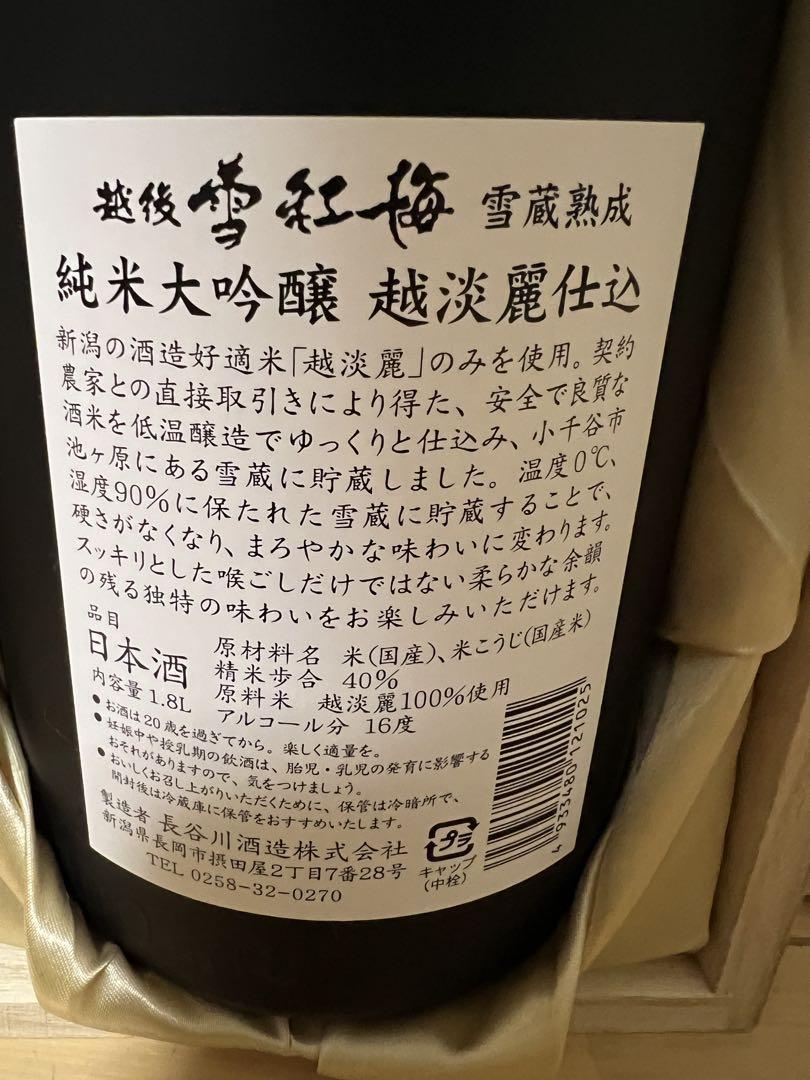 越後 雪紅梅 雪蔵熟成
純米大吟醸 越淡麗仕込
新潟の酒造好適米「越淡麗」のみを使用。契約
農家との直接取引きにより得た、安全で良質な
酒米を低温醸造でゆっくりと仕込み、小千谷市
池ヶ原にある雪蔵に貯蔵しました。温度0℃、
湿度90%に保たれた雪蔵に貯蔵することで、
硬さがなくなり、まろやかな味わいに変わります。
スッキリとした喉ごしだけではない柔らかな余韻
の残る独特の味わいをお楽しみいただけます。
品目
日本酒
内容量 1.8L
原材料名 米(国産)、米こうじ(国産米)
精米歩合 40%
原料米 越淡麗100%使用
アルコール分 16度
●お酒は20歳を過ぎてから。楽しく適量を。
●妊娠中や授乳期の飲酒は、胎児・乳児の発育に影響する
おそれがありますので、気をつけましょう。
●おいしくお召し上がりいただくために、保管は冷暗所で、
開封後は冷蔵庫に保管をおすすめいたします。
製造者 長谷川酒造株式会社
新潟県長岡市摂田屋2丁目7番28号
TEL 0258-32-0270
プラ
キャップ
(中栓)
4 933480 121025